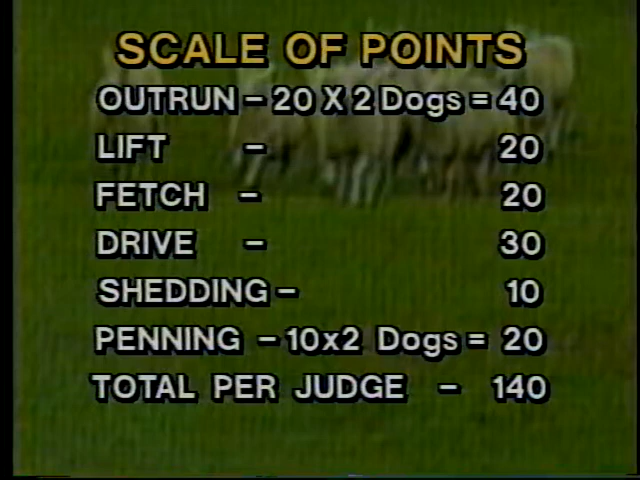 SCALE OF POINTS
OUTRUN - 20 X 2 Dogs = 40
LIFT - 20
FETCH - 20
DRIVE - 30
SHEDDING - 10
PENNING - 10x2 Dogs = 20
TOTAL PER JUDGE - 140